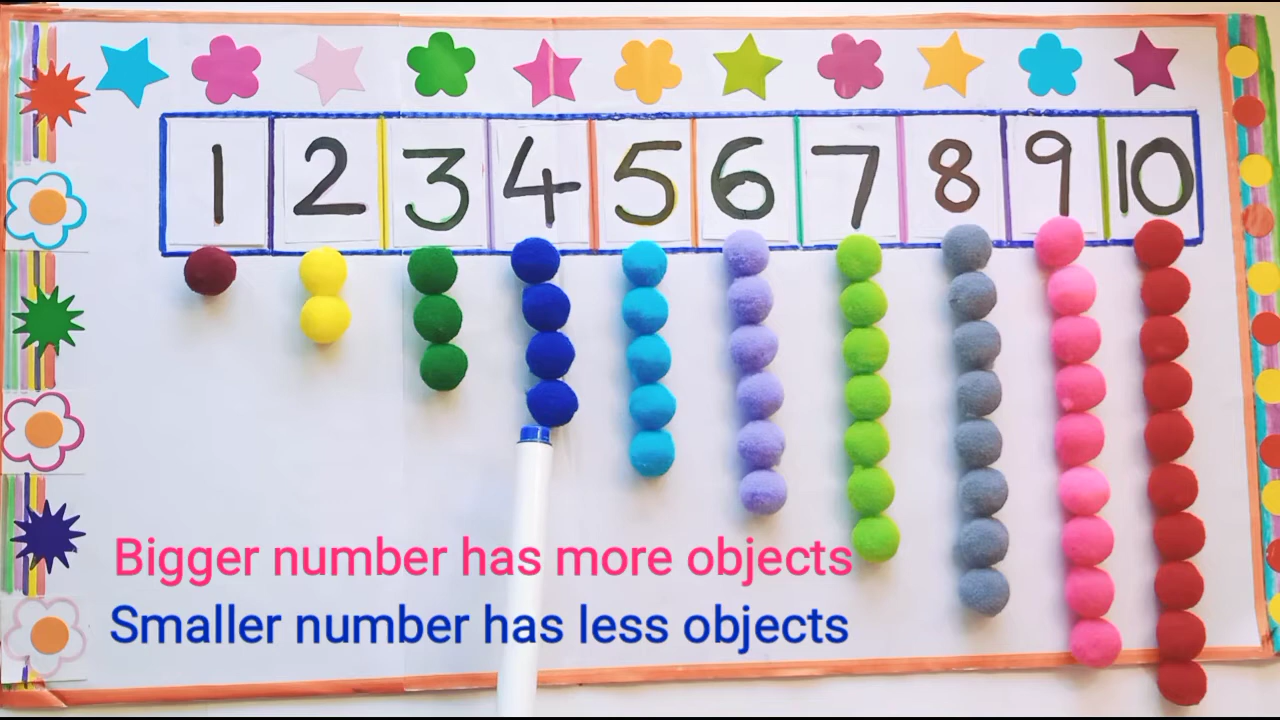 1 2 3 4 5 6 7 8 9 10
Bigger number has more objects
Smaller number has less objects